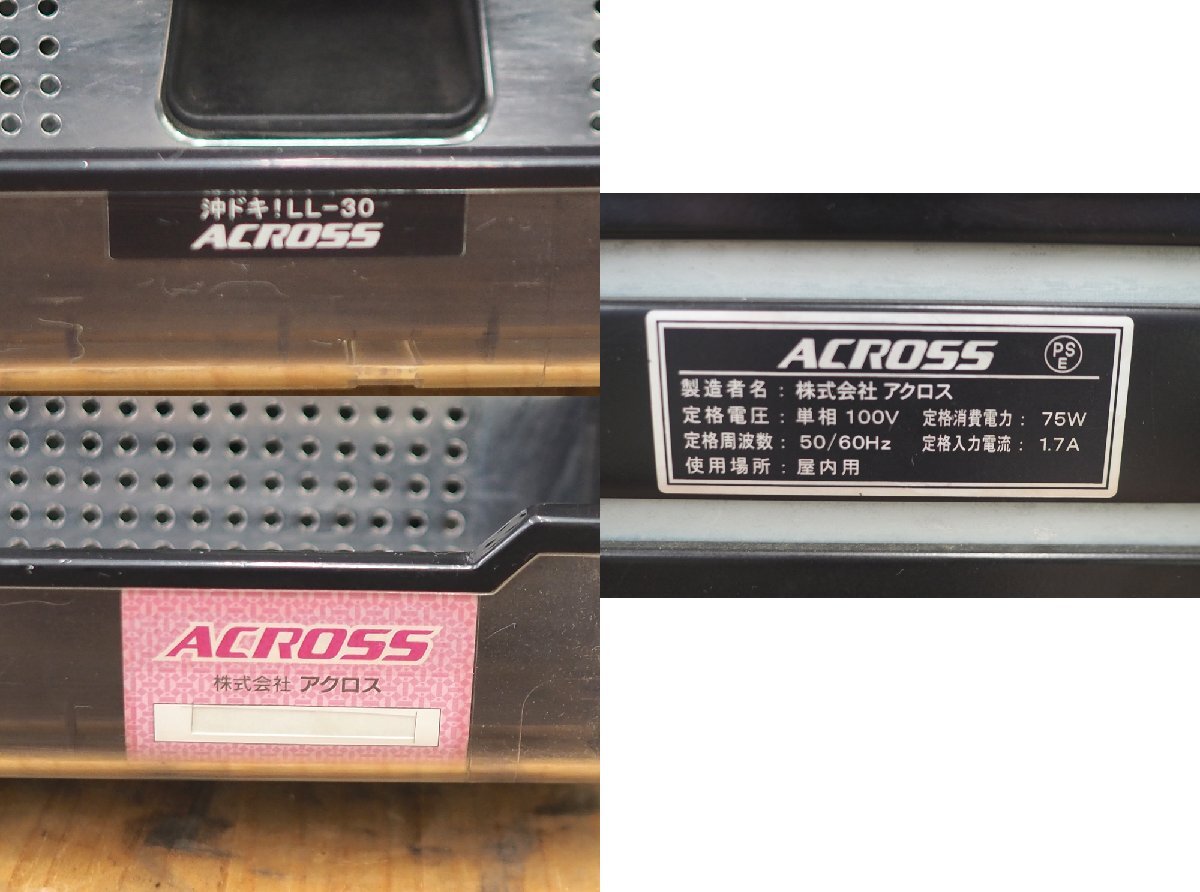 沖ドキ！LL-30
ACROSS
ACROSS
株式会社 アクロス
ACROSS
PS
E
製造者名：株式会社 アクロス
定格電圧：単相 100V 定格消費電力：75W
定格周波数：50/60Hz 定格入力電流：1.7A
使用場所：屋内用